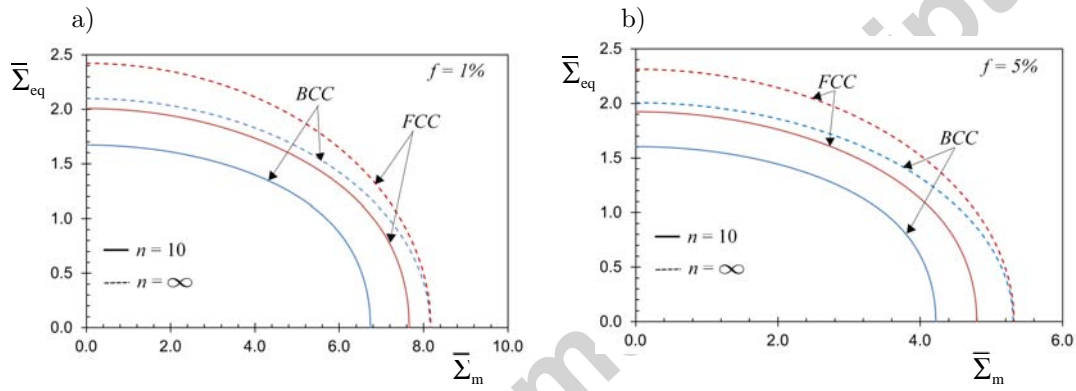 a)
b)
Σ̅eq
2.5
2.0
1.5
1.0
0.5
0.0
f = 1%
BCC
FCC
n = 10
n = ∞
0.0 2.0 4.0 6.0 8.0 10.0
Σ̅m
Σ̅eq
2.5
2.0
1.5
1.0
0.5
0.0
f = 5%
FCC
BCC
n = 10
n = ∞
0.0 2.0 4.0 6.0
Σ̅m